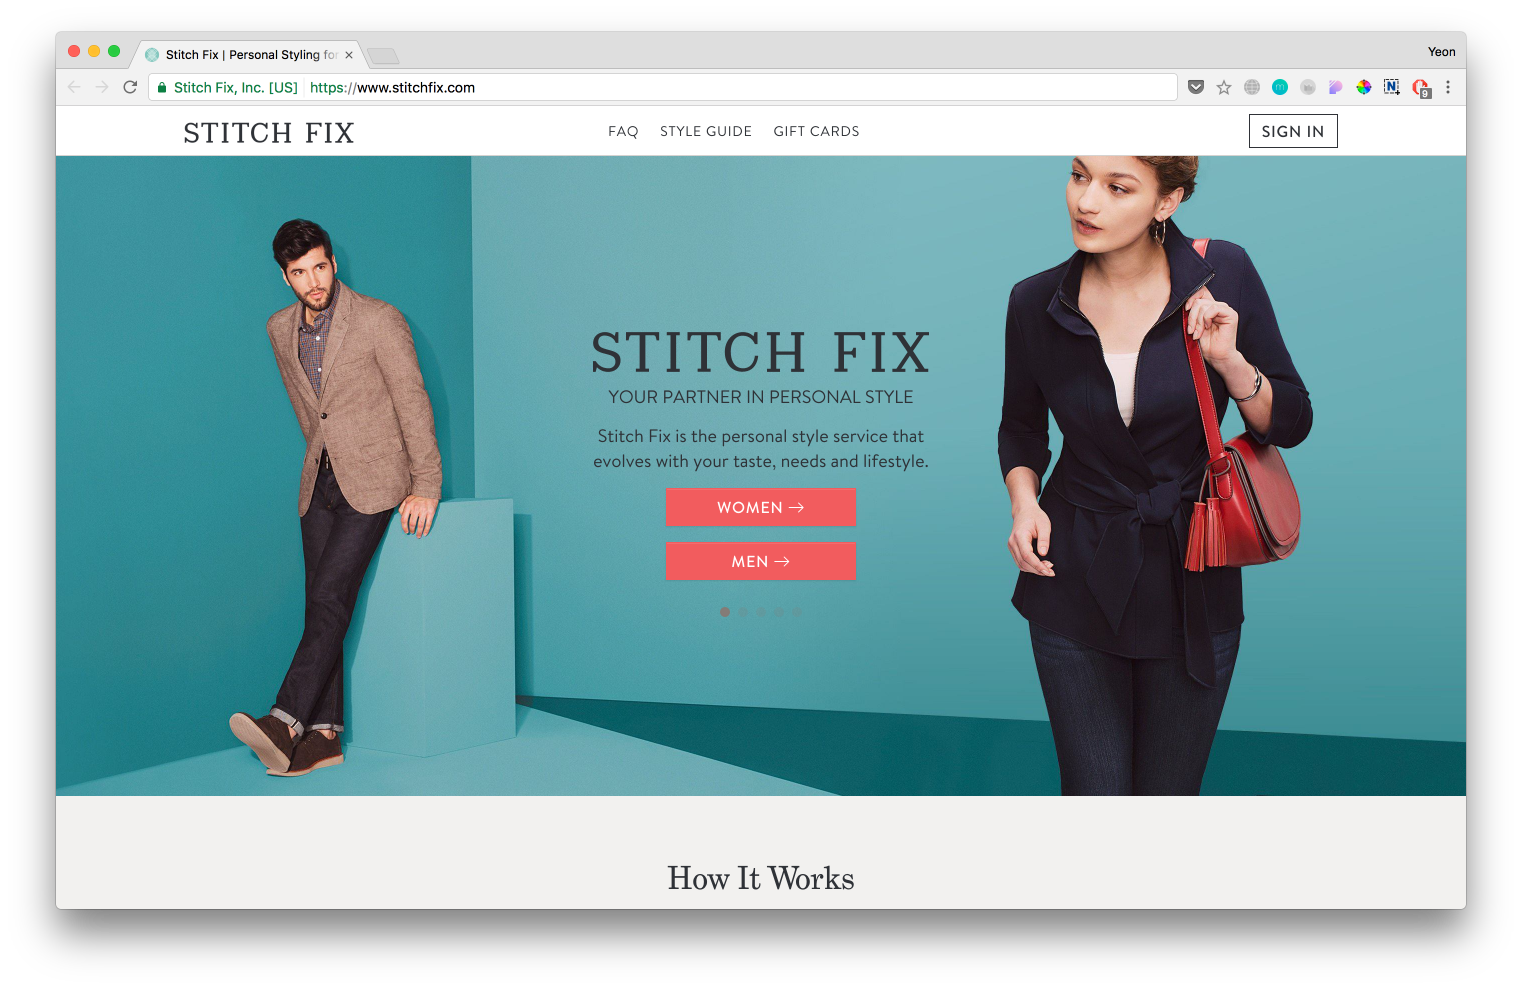 Stitch Fix | Personal Styling for
Yeon
Stitch Fix, Inc. [US] https://www.stitchfix.com
9
STITCH FIX
FAQ STYLE GUIDE GIFT CARDS
SIGN IN
STITCH FIX
YOUR PARTNER IN PERSONAL STYLE
Stitch Fix is the personal style service that
evolves with your taste, needs and lifestyle.
WOMEN →
MEN →
How It Works